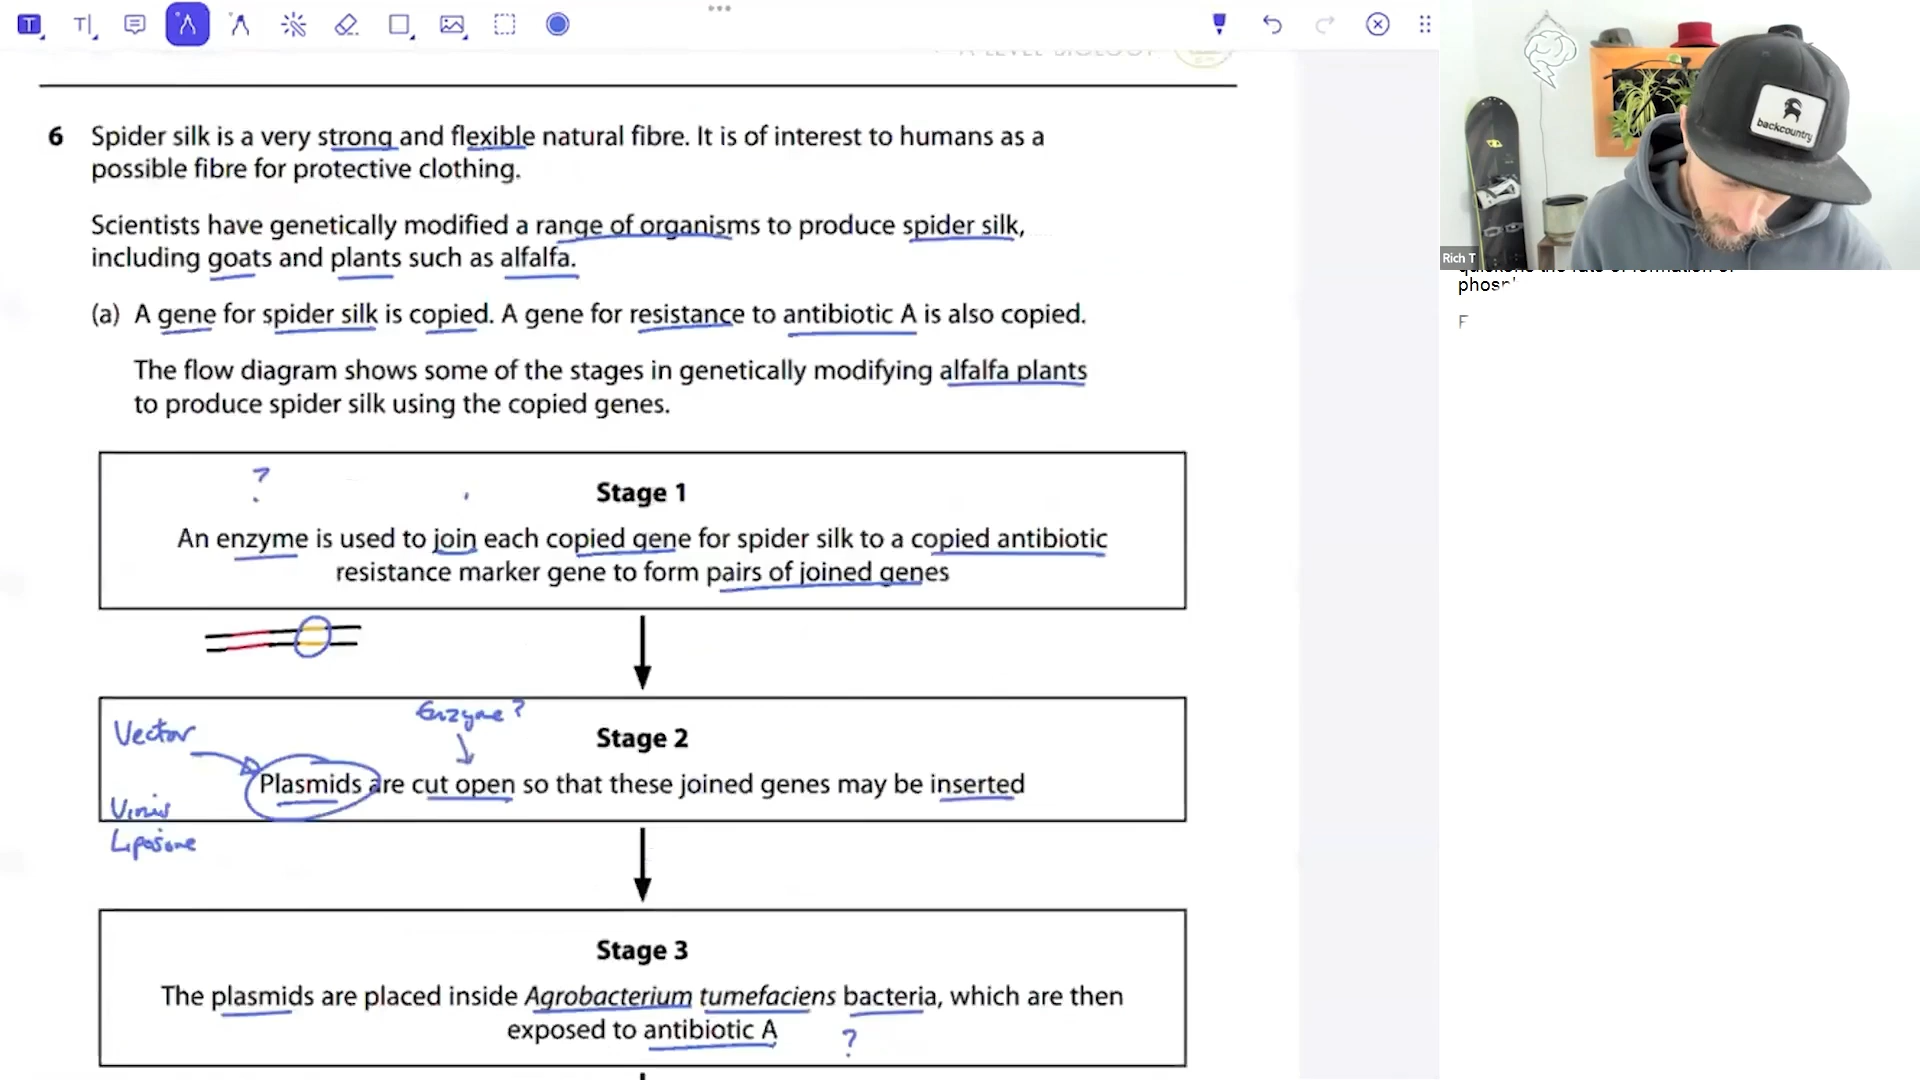 6 Spider silk is a very strong and flexible natural fibre. It is of interest to humans as a
possible fibre for protective clothing.
Scientists have genetically modified a range of organisms to produce spider silk,
including goats and plants such as alfalfa.
(a) A gene for spider silk is copied. A gene for resistance to antibiotic A is also copied.
The flow diagram shows some of the stages in genetically modifying alfalfa plants
to produce spider silk using the copied genes.
?
Stage 1
An enzyme is used to join each copied gene for spider silk to a copied antibiotic
resistance marker gene to form pairs of joined genes
Enzyme?
Vector
Stage 2
Plasmids are cut open so that these joined genes may be inserted
Virus
Liposome
Stage 3
The plasmids are placed inside Agrobacterium tumefaciens bacteria, which are then
exposed to antibiotic A
?
backcountry
Rich T